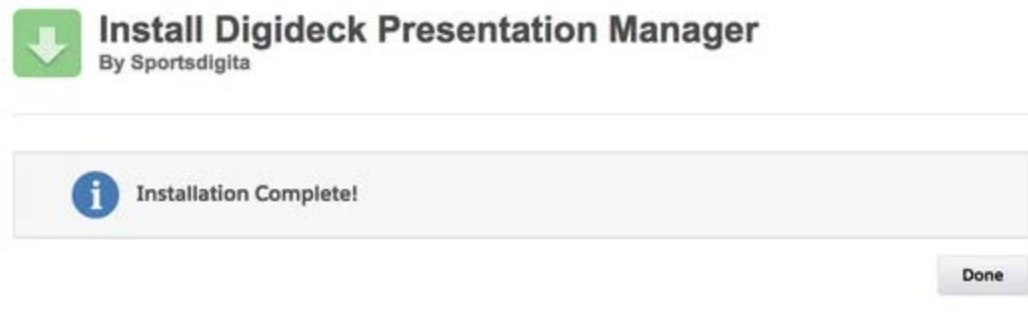 Install Digideck Presentation Manager
By Sportsdigita
i
Installation Complete!
Done